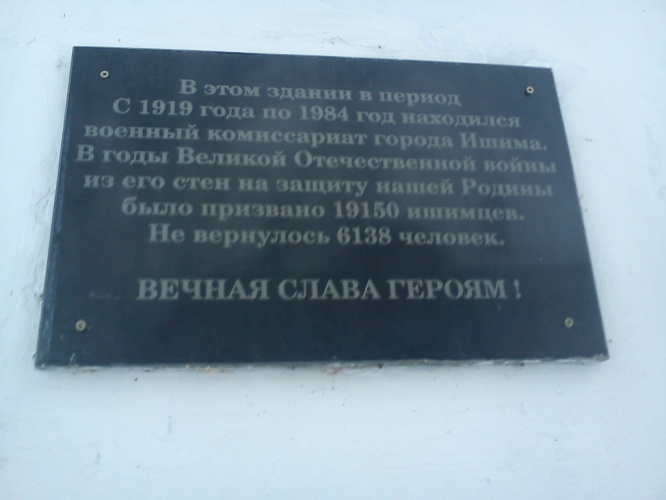 В этом здании в период
С 1919 года по 1984 год находился
военный комиссариат города Ишима.
В годы Великой Отечественной войны
из его стен на защиту нашей Родины
было призвано 19150 ишимцев.
Не вернулось 6138 человек.
ВЕЧНАЯ СЛАВА ГЕРОЯМ !